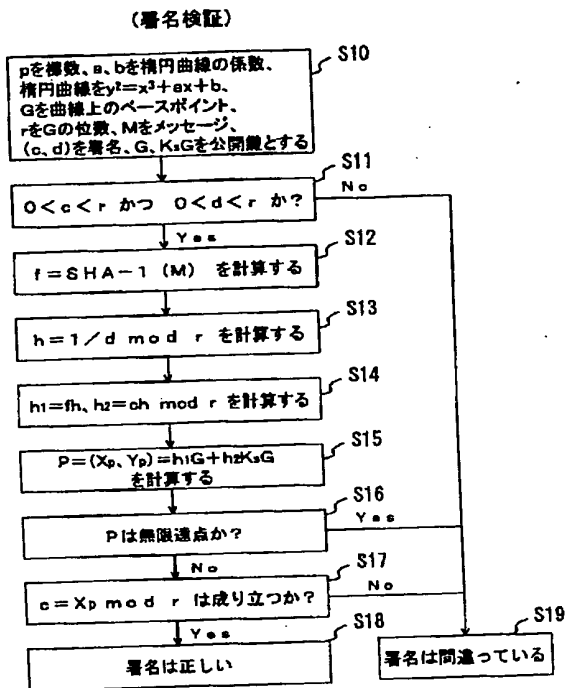 (署名検証)
S10
pを標数、a、bを楕円曲線の係数、
楕円曲線をy²=x³+ax+b、
Gを曲線上のベースポイント、
rをGの位数、Mをメッセージ、
(c、d)を署名、G、KsGを公開鍵とする
S11
0<c<r かつ 0<d<r か?
No
Yes
S12
f=SHA-1(M) を計算する
S13
h=1/d mod r を計算する
S14
h1=fh、h2=ch mod r を計算する
S15
P=(Xp、Yp)=h1G+h2KsG
を計算する
S16
Pは無限遠点か?
Yes
No
S17
c=Xp mod r は成り立つか?
No
Yes
S18
署名は正しい
S19
署名は間違っている